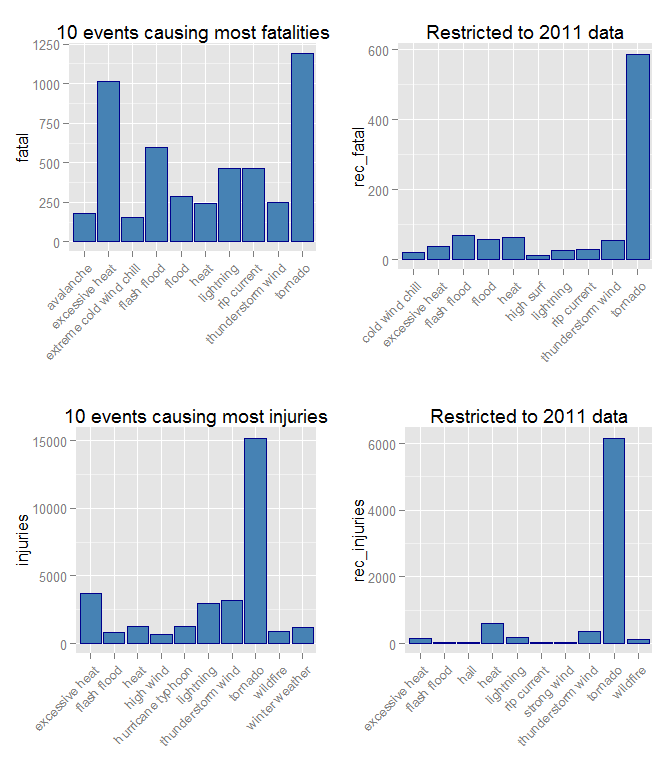 10 events causing most fatalities
1250
1000
750
500
250
0
fatal
avalanche
excessive heat
extreme cold wind chill
flash flood
flood
heat
lightning
rip current
thunderstorm wind
tornado
Restricted to 2011 data
600
400
200
0
rec_fatal
cold wind chill
excessive heat
flash flood
flood
heat
high surf
lightning
rip current
thunderstorm wind
tornado
10 events causing most injuries
15000
10000
5000
0
injuries
excessive heat
flash flood
heat
high wind
hurricane typhoon
lightning
thunderstorm wind
tornado
wildfire
winter weather
Restricted to 2011 data
6000
4000
2000
0
rec_injuries
excessive heat
flash flood
hail
heat
lightning
rip current
strong wind
thunderstorm wind
tornado
wildfire